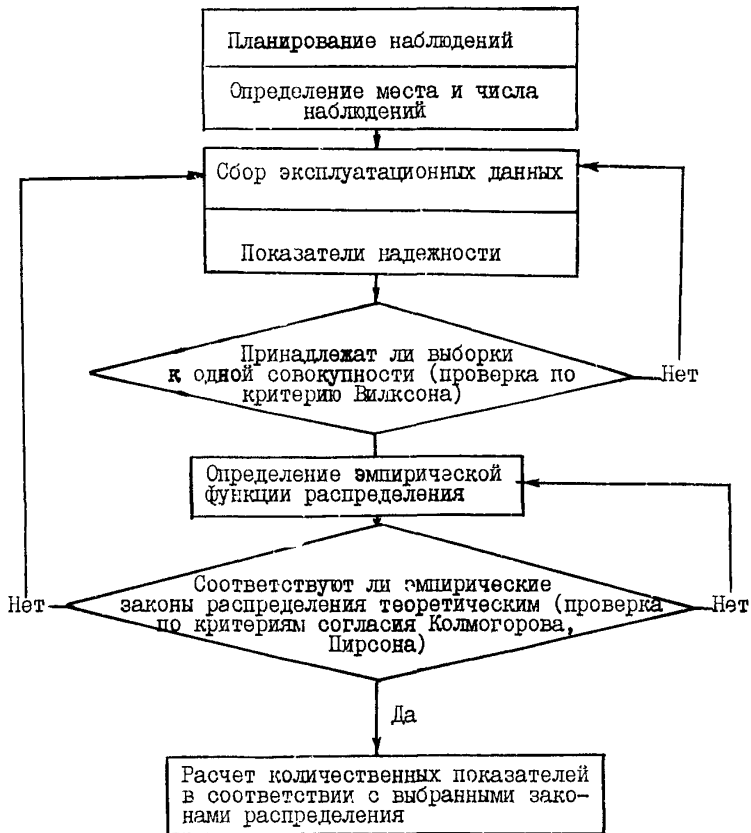 Планирование наблюдений
Определение места и числа
наблюдений
Сбор эксплуатационных данных
Показатели надежности
Принадлежат ли выборки
к одной совокупности (проверка по
критерию Вилксона)
Нет
Определение эмпирической
функции распределения
Соответствуют ли эмпирические
законы распределения теоретическим (проверка
по критериям согласия Колмогорова,
Пирсона)
Нет
Нет
Да
Расчет количественных показателей
в соответствии с выбранными зако-
нами распределения